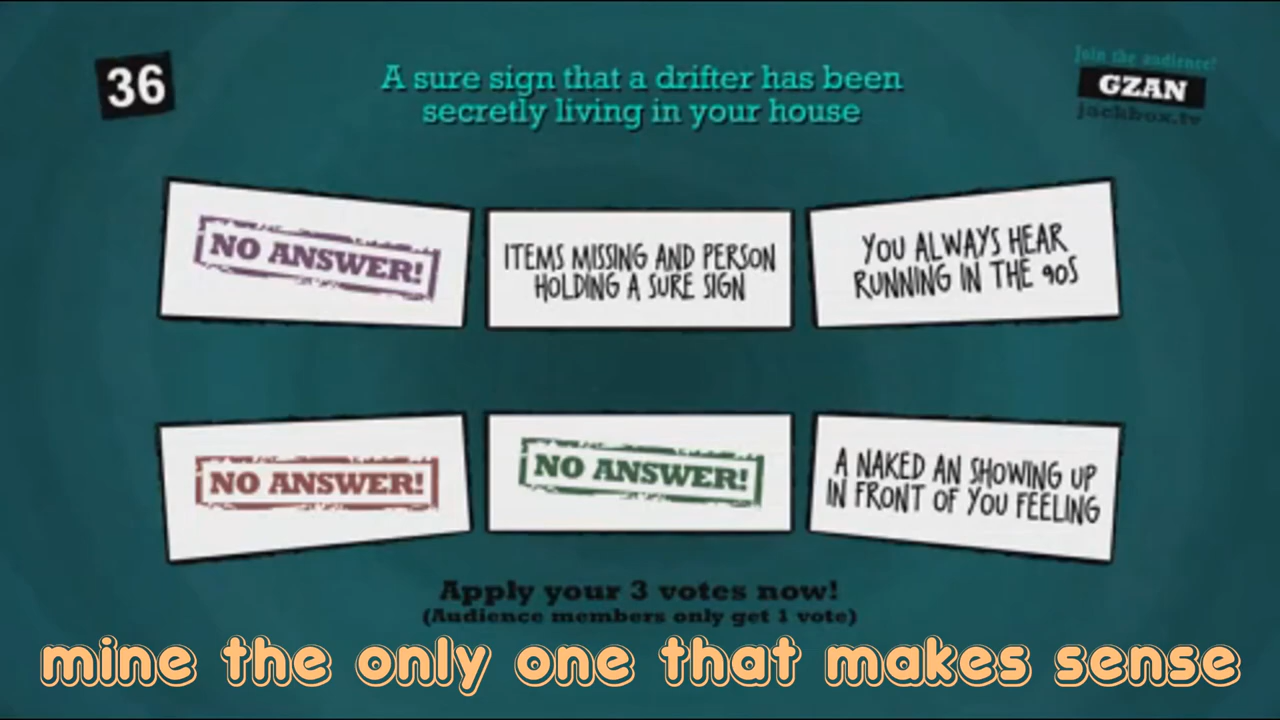 36
A sure sign that a drifter has been
secretly living in your house
Join the audience!
GZAN
jackbox.tv
NO ANSWER!
ITEMS MISSING AND PERSON
HOLDING A SURE SIGN
YOU ALWAYS HEAR
RUNNING IN THE 90S
NO ANSWER!
NO ANSWER!
A NAKED AN SHOWING UP
IN FRONT OF YOU FEELING
Apply your 3 votes now!
(Audience members only get 1 vote)
mine the only one that makes sense